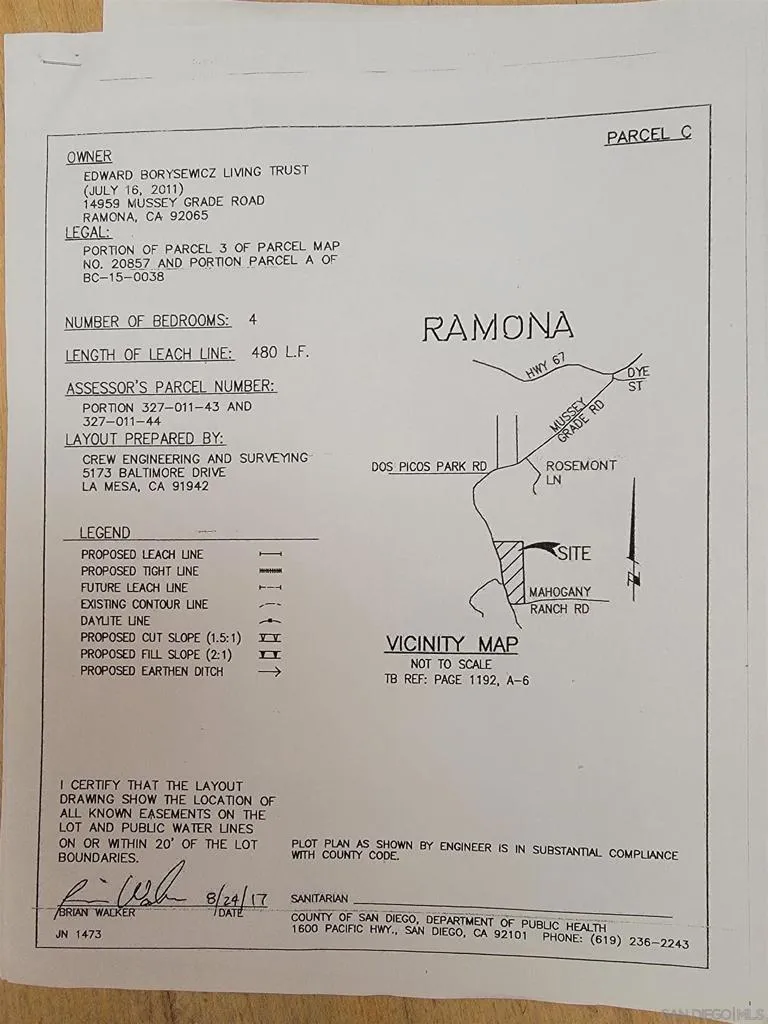 PARCEL C
OWNER
EDWARD BORYSEWICZ LIVING TRUST
(JULY 16, 2011)
14959 MUSSEY GRADE ROAD
RAMONA, CA 92065
LEGAL:
PORTION OF PARCEL 3 OF PARCEL MAP
NO. 20857 AND PORTION PARCEL A OF
BC-15-0038
NUMBER OF BEDROOMS: 4
LENGTH OF LEACH LINE: 480 L.F.
ASSESSOR'S PARCEL NUMBER:
PORTION 327-011-43 AND
327-011-44
LAYOUT PREPARED BY:
CREW ENGINEERING AND SURVEYING
5173 BALTIMORE DRIVE
LA MESA, CA 91942
LEGEND
PROPOSED LEACH LINE
PROPOSED TIGHT LINE
FUTURE LEACH LINE
EXISTING CONTOUR LINE
DAYLITE LINE
PROPOSED CUT SLOPE (1.5:1)
PROPOSED FILL SLOPE (2:1)
PROPOSED EARTHEN DITCH
RAMONA
HWY 67
DYE
ST
MUSSEY
GRADE RD
DOS PICOS PARK RD
ROSEMONT
LN
SITE
N
MAHOGANY
RANCH RD
VICINITY MAP
NOT TO SCALE
TB REF: PAGE 1192, A-6
I CERTIFY THAT THE LAYOUT
DRAWING SHOW THE LOCATION OF
ALL KNOWN EASEMENTS ON THE
LOT AND PUBLIC WATER LINES
ON OR WITHIN 20' OF THE LOT
BOUNDARIES.
8/24/17
BRIAN WALKER DATE
JN 1473
PLOT PLAN AS SHOWN BY ENGINEER IS IN SUBSTANTIAL COMPLIANCE
WITH COUNTY CODE.
SANITARIAN
COUNTY OF SAN DIEGO, DEPARTMENT OF PUBLIC HEALTH
1600 PACIFIC HWY., SAN DIEGO, CA 92101 PHONE: (619) 236-2243
SAN DIEGO MLS